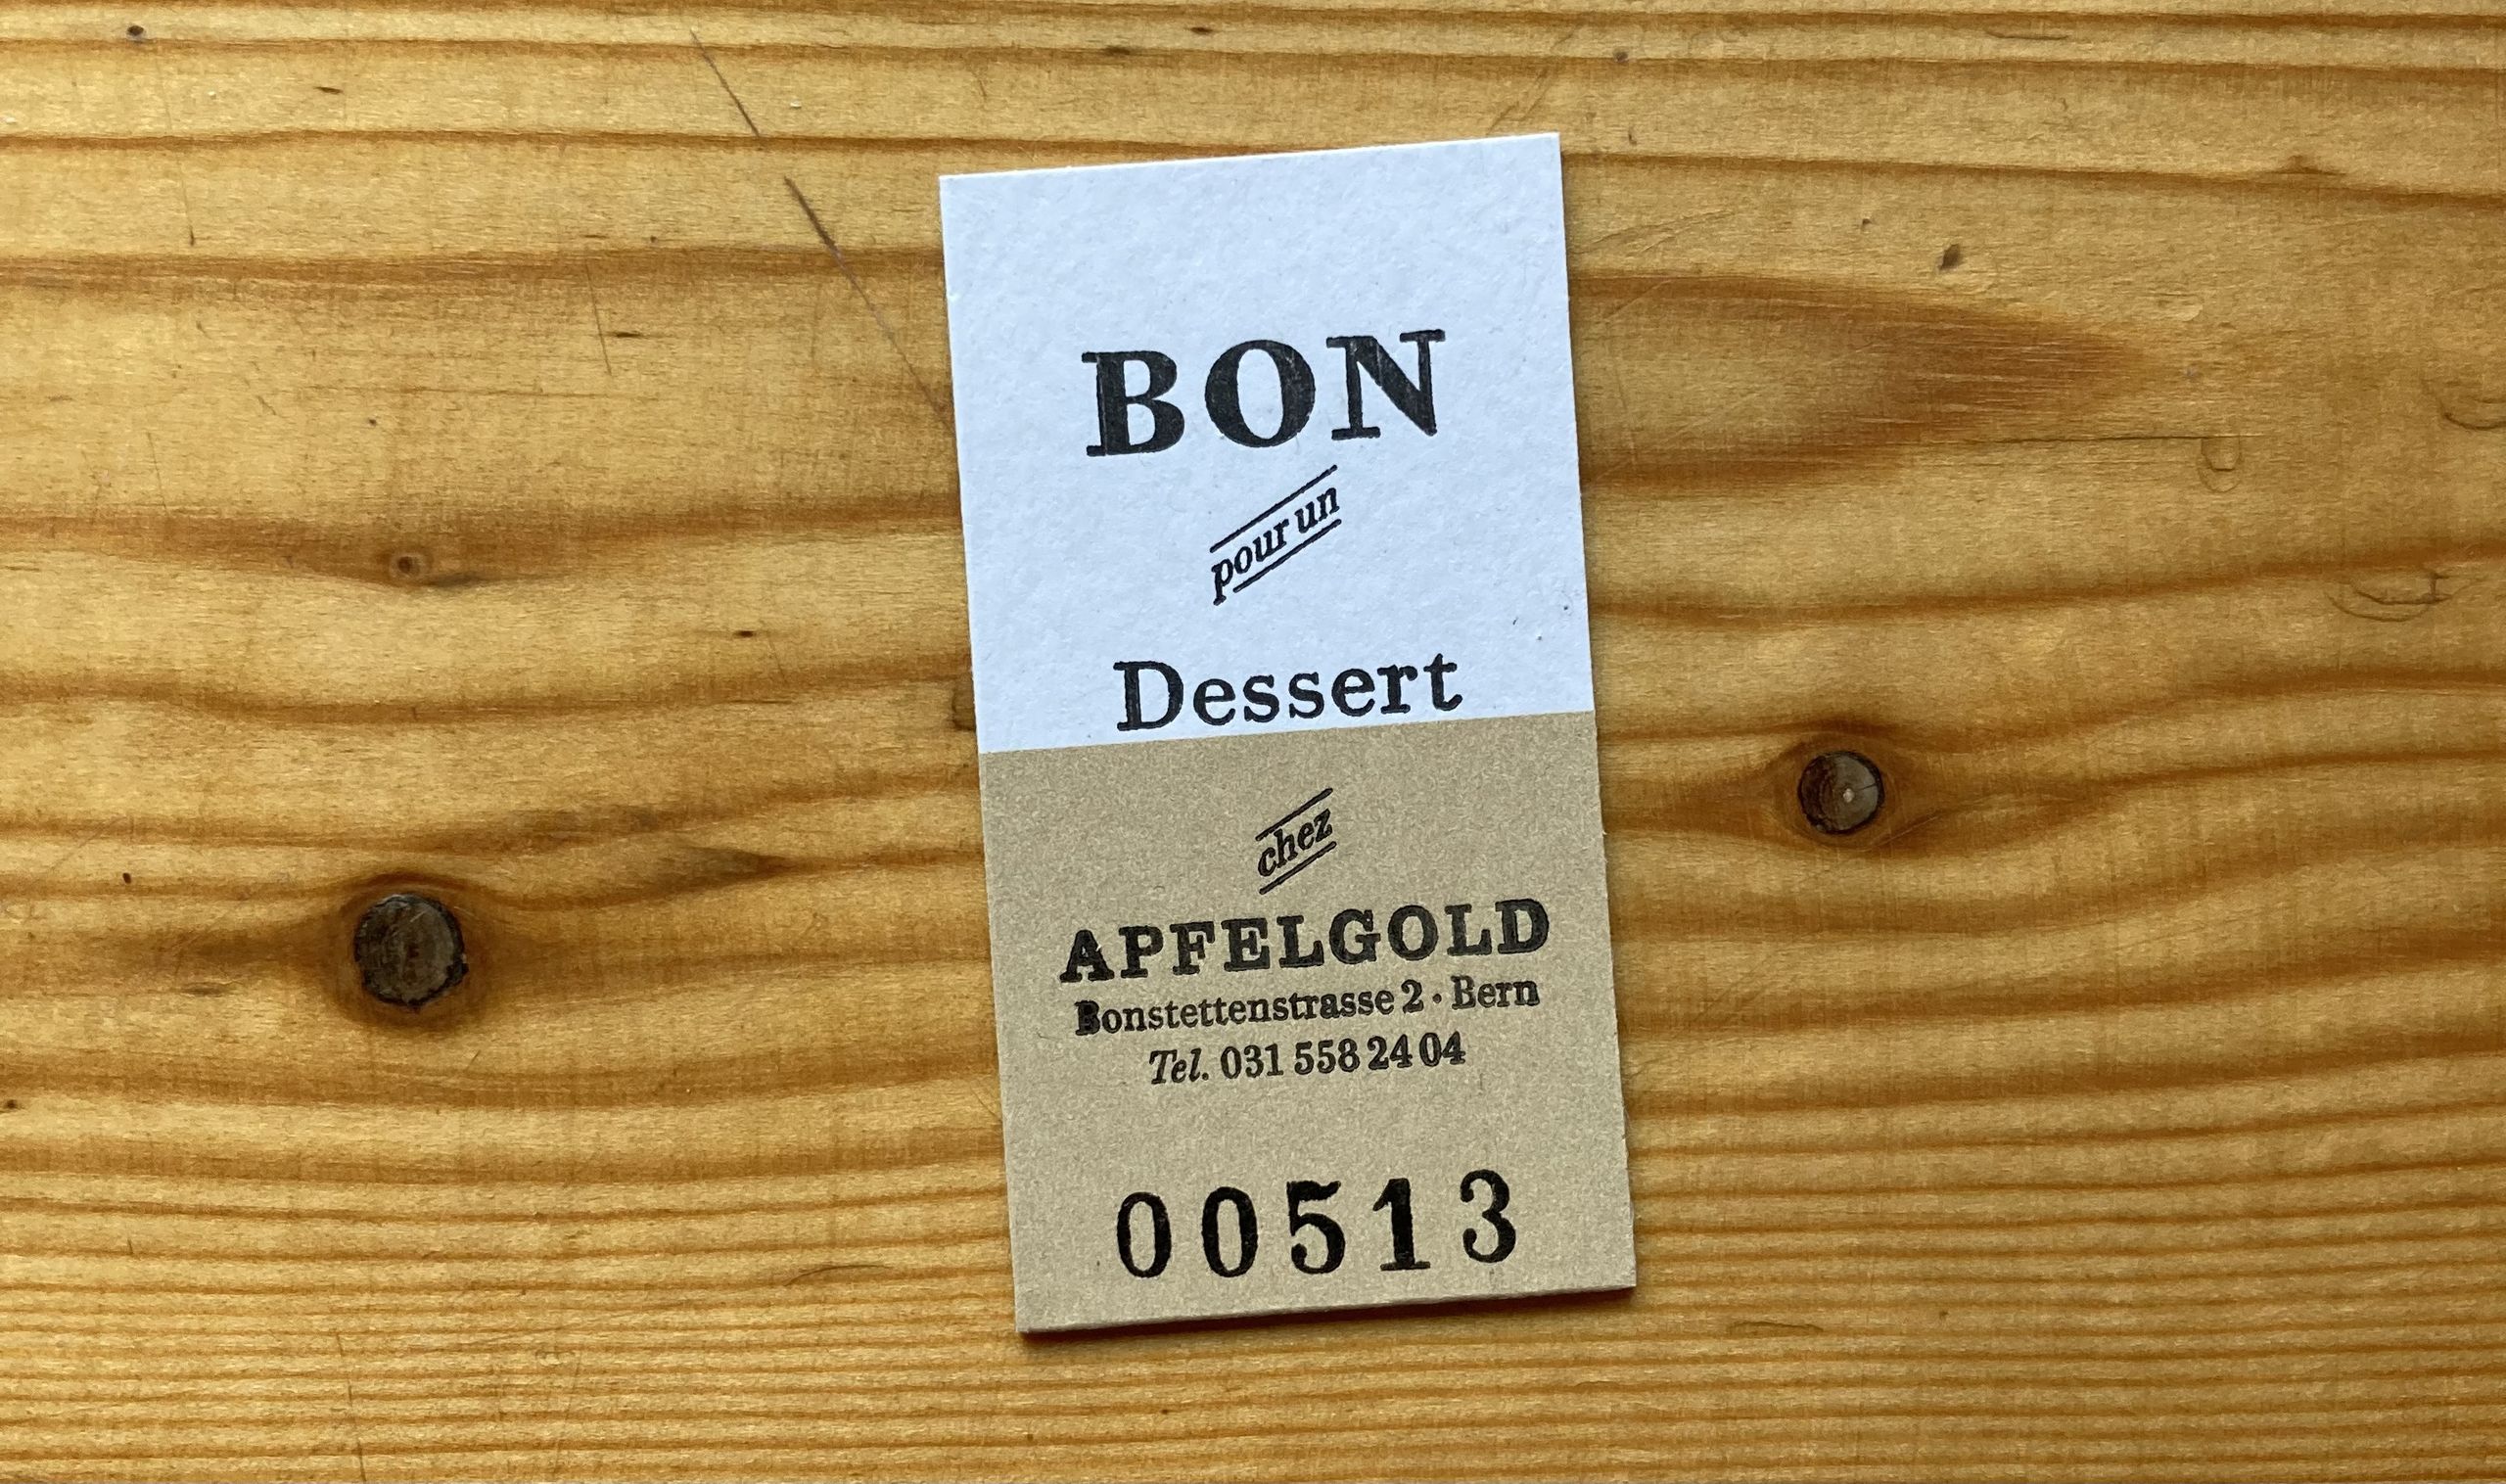 BON
pour un
Dessert
chez
APFELGOLD
Bonstettenstrasse 2 · Bern
Tel. 031 558 24 04
00513